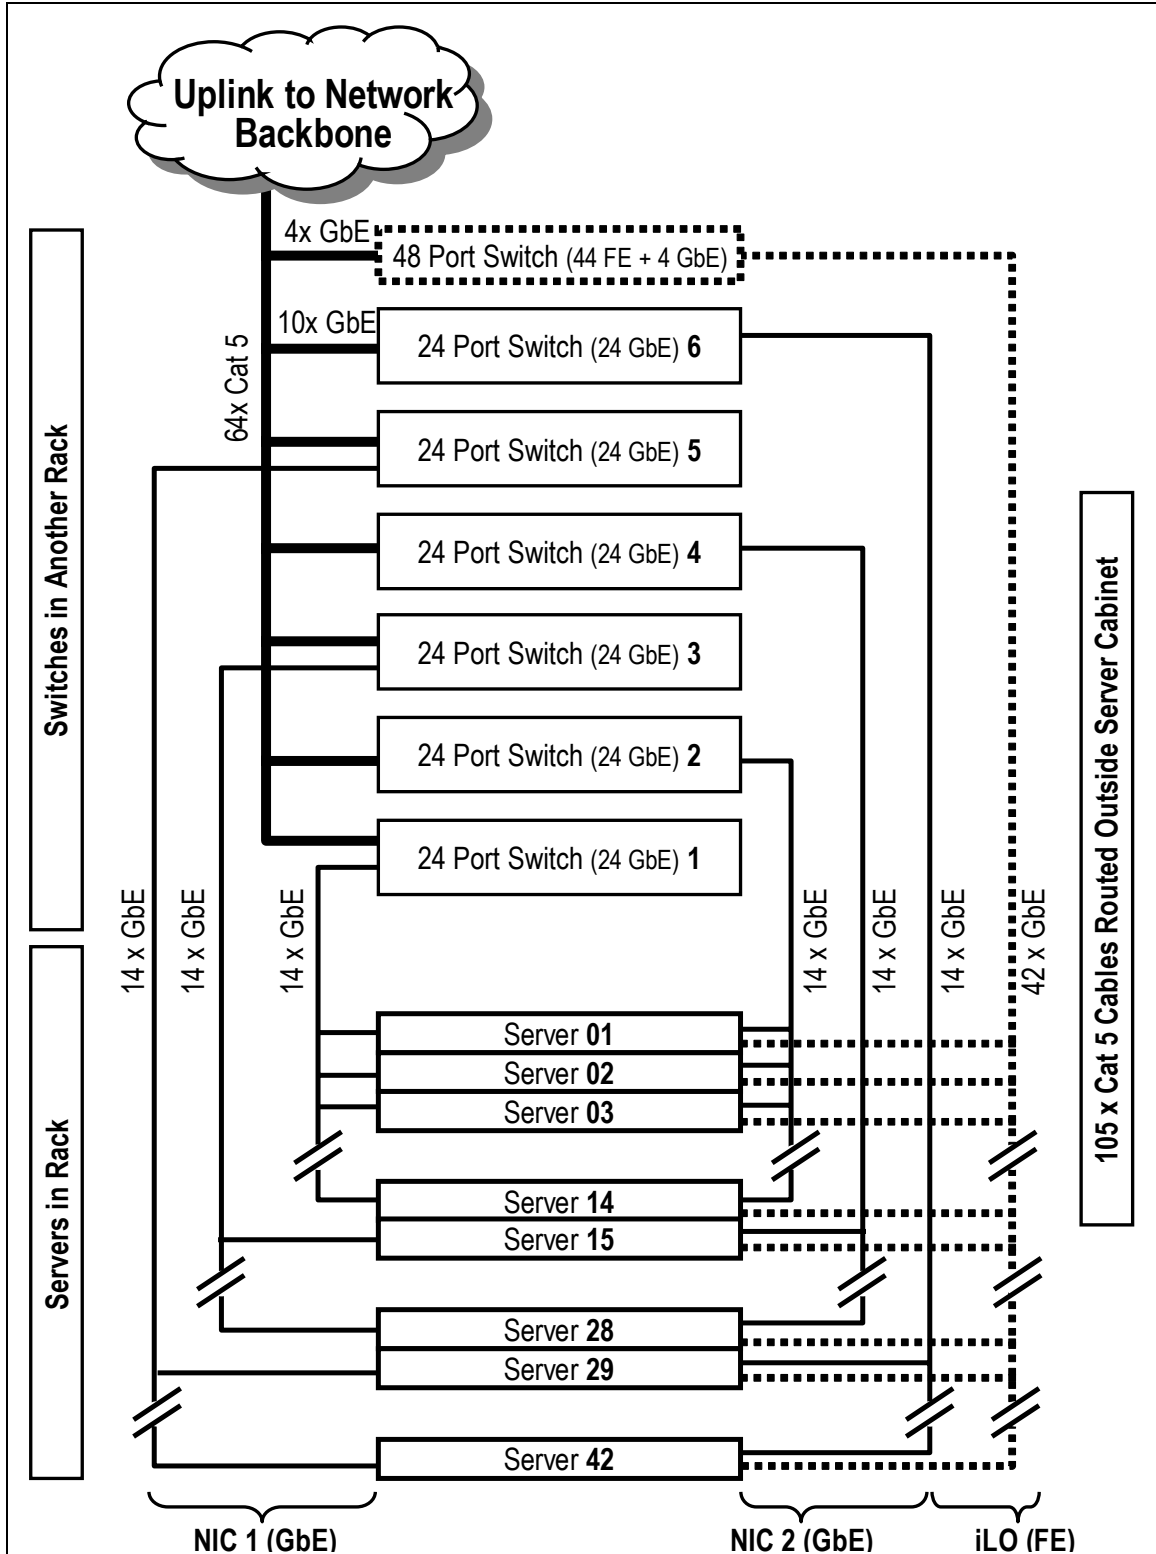 Uplink to Network
Backbone
4x GbE
48 Port Switch (44 FE + 4 GbE)
10x GbE
24 Port Switch (24 GbE) 6
64x Cat 5
24 Port Switch (24 GbE) 5
24 Port Switch (24 GbE) 4
24 Port Switch (24 GbE) 3
24 Port Switch (24 GbE) 2
24 Port Switch (24 GbE) 1
Switches in Another Rack
105 x Cat 5 Cables Routed Outside Server Cabinet
14 x GbE
14 x GbE
14 x GbE
14 x GbE
14 x GbE
14 x GbE
42 x GbE
Servers in Rack
Server 01
Server 02
Server 03
Server 14
Server 15
Server 28
Server 29
Server 42
NIC 1 (GbE)
NIC 2 (GbE)
iLO (FE)